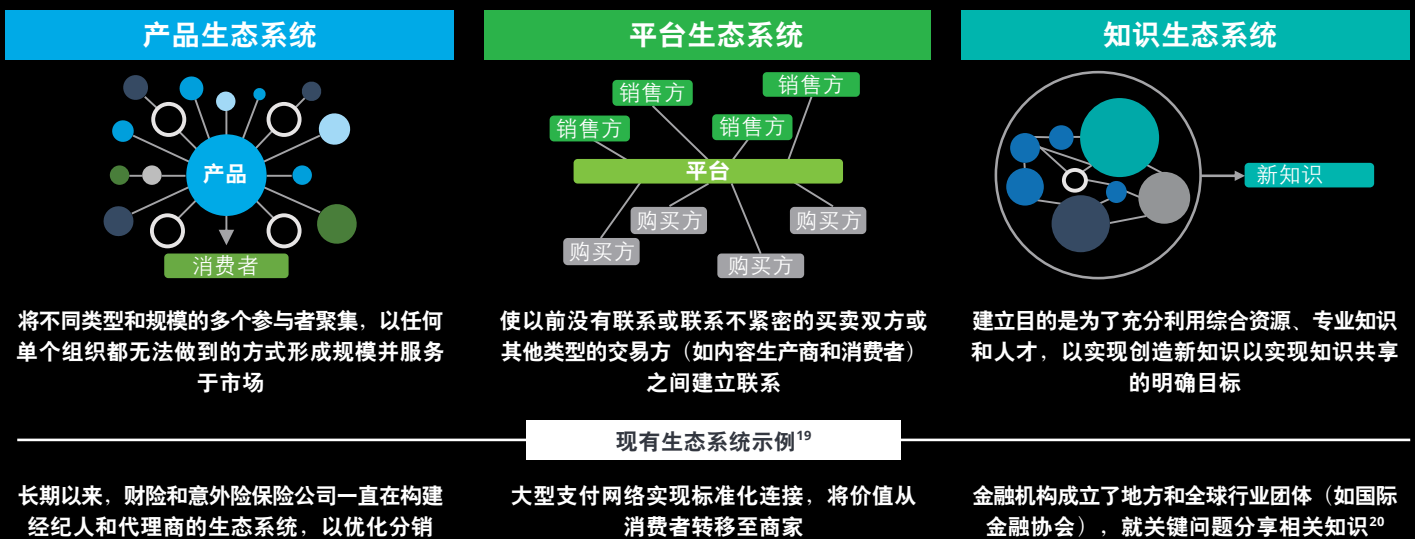 产品生态系统
平台生态系统
知识生态系统
产品
消费者
销售方
销售方
销售方
销售方
平台
购买方
购买方
购买方
购买方
新知识
将不同类型和规模的多个参与者聚集，以任何
单个组织都无法做到的方式形成规模并服务
于市场
使以前没有联系或联系不紧密的买卖双方或
其他类型的交易方（如内容生产商和消费者）
之间建立联系
建立目的是为了充分利用综合资源、专业知识
和人才，以实现创造新知识以实现知识共享
的明确目标
现有生态系统示例19
长期以来，财险和意外险保险公司一直在构建
经纪人和代理商的生态系统，以优化分销
大型支付网络实现标准化连接，将价值从
消费者转移至商家
金融机构成立了地方和全球行业团体（如国际
金融协会），就关键问题分享相关知识20